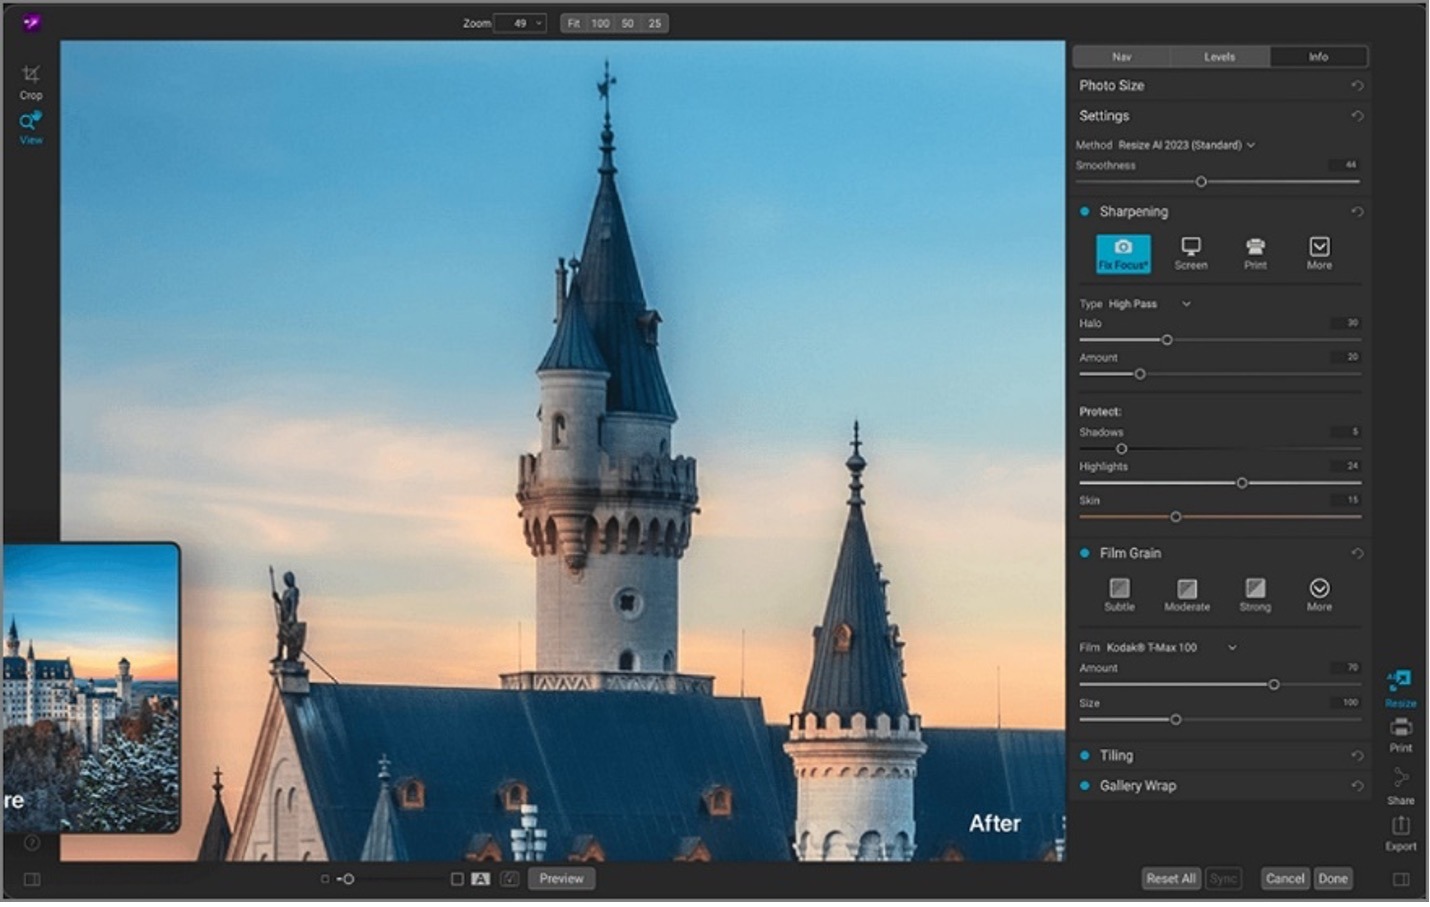 Zoom 49 Fit 100 50 25
Crop
View
Nav Levels Info
Photo Size
Settings
Method Resize AI 2023 (Standard)
Smoothness 44
Sharpening
Fix Focus* Screen Print More
Type High Pass
Halo 30
Amount 20
Protect:
Shadows 5
Highlights 24
Skin 15
Film Grain
Subtle Moderate Strong More
Film Kodak® T-Max 100
Amount 70
Size 100
Tiling
Gallery Wrap
Resize
Print
Share
Export
re
After
A Preview
Reset All Sync Cancel Done